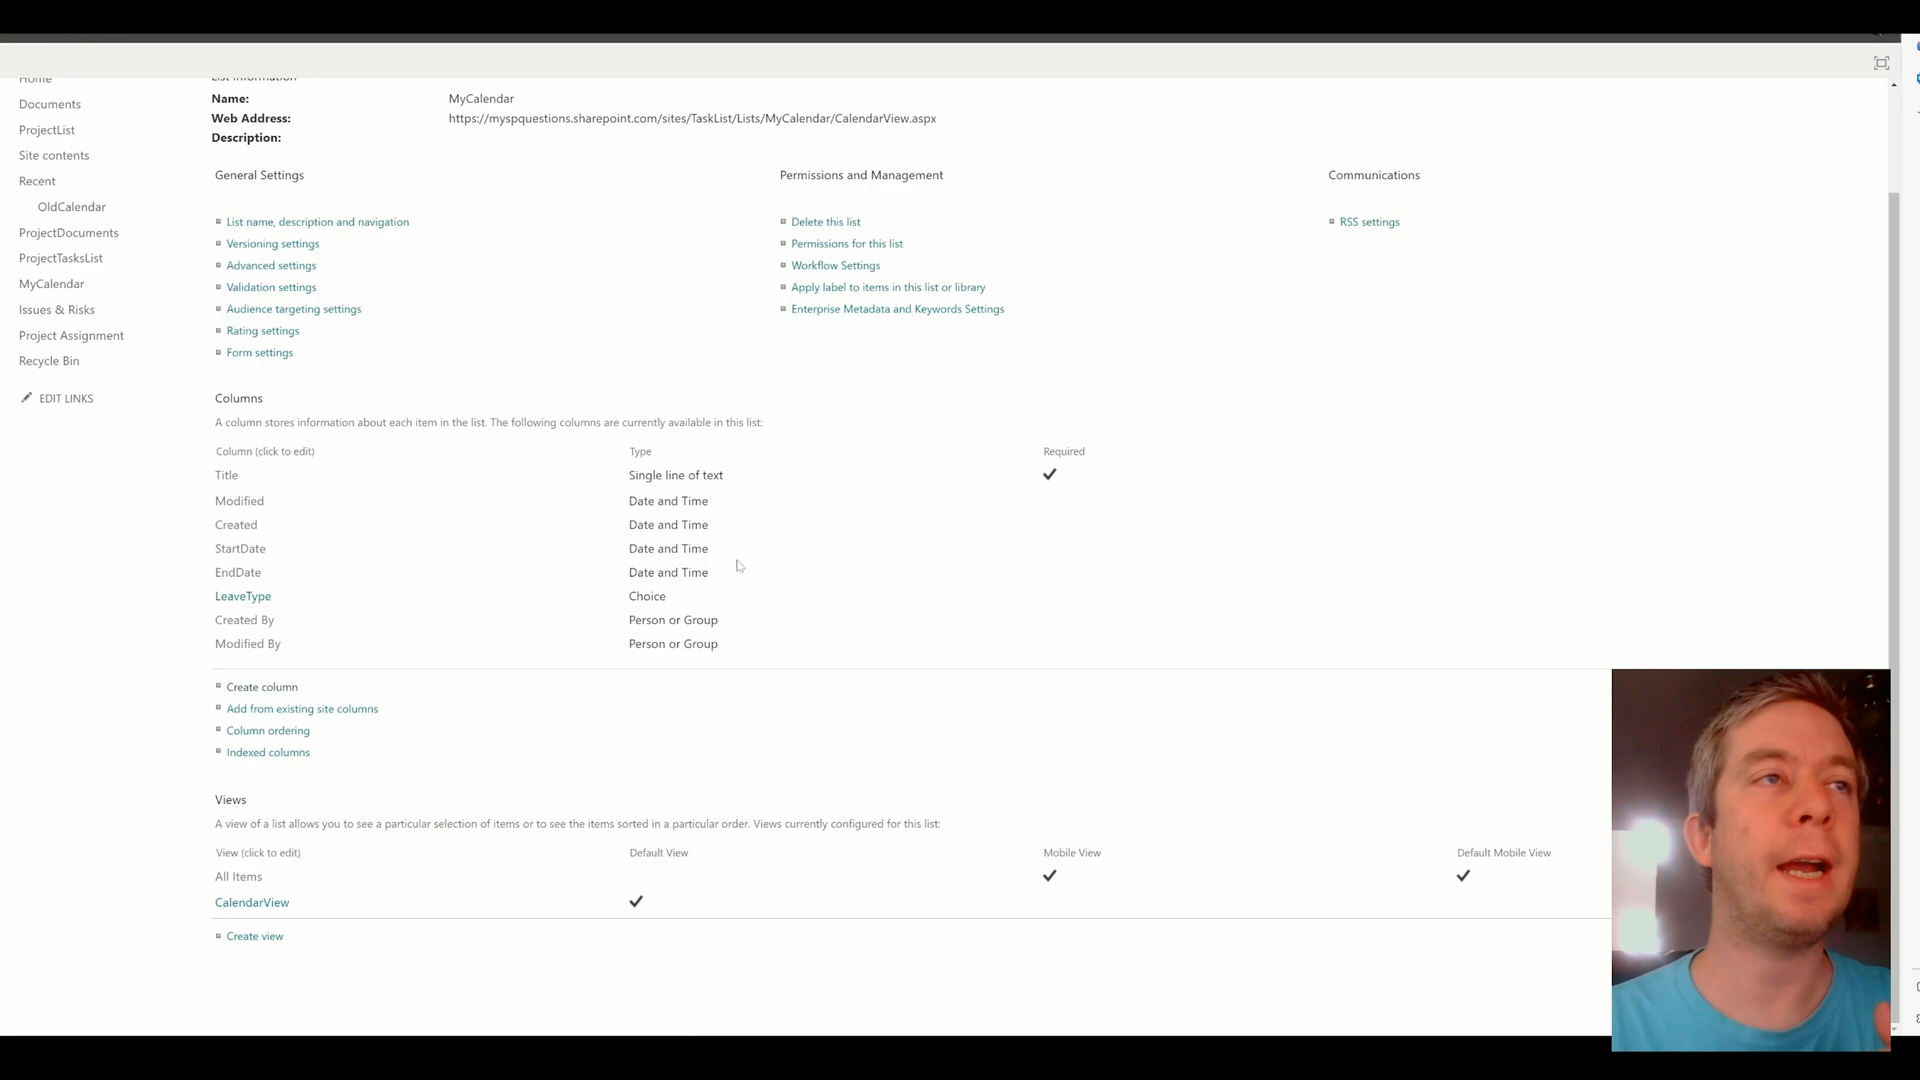 Home
Documents
ProjectList
Site contents
Recent
OldCalendar
ProjectDocuments
ProjectTasksList
MyCalendar
Issues & Risks
Project Assignment
Recycle Bin
EDIT LINKS
List Information
Name: MyCalendar
Web Address: https://myspquestions.sharepoint.com/sites/TaskList/Lists/MyCalendar/CalendarView.aspx
Description:
General Settings
List name, description and navigation
Versioning settings
Advanced settings
Validation settings
Audience targeting settings
Rating settings
Form settings
Permissions and Management
Delete this list
Permissions for this list
Workflow Settings
Apply label to items in this list or library
Enterprise Metadata and Keywords Settings
Communications
RSS settings
Columns
A column stores information about each item in the list. The following columns are currently available in this list:
Column (click to edit) Type Required
Title Single line of text
Modified Date and Time
Created Date and Time
StartDate Date and Time
EndDate Date and Time
LeaveType Choice
Created By Person or Group
Modified By Person or Group
Create column
Add from existing site columns
Column ordering
Indexed columns
Views
A view of a list allows you to see a particular selection of items or to see the items sorted in a particular order. Views currently configured for this list:
View (click to edit) Default View Mobile View Default Mobile View
All Items
CalendarView
Create view